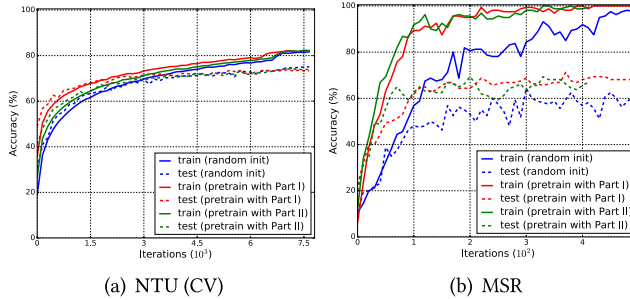 100
80
60
40
20
0
Accuracy (%)
train (random init)
test (random init)
train (pretrain with Part I)
test (pretrain with Part I)
train (pretrain with Part II)
test (pretrain with Part II)
0 1.5 3 4.5 6 7.5
Iterations (10³)
(a) NTU (CV)
100
80
60
40
20
0
Accuracy (%)
train (random init)
test (random init)
train (pretrain with Part I)
test (pretrain with Part I)
train (pretrain with Part II)
test (pretrain with Part II)
0 1 2 3 4
Iterations (10²)
(b) MSR